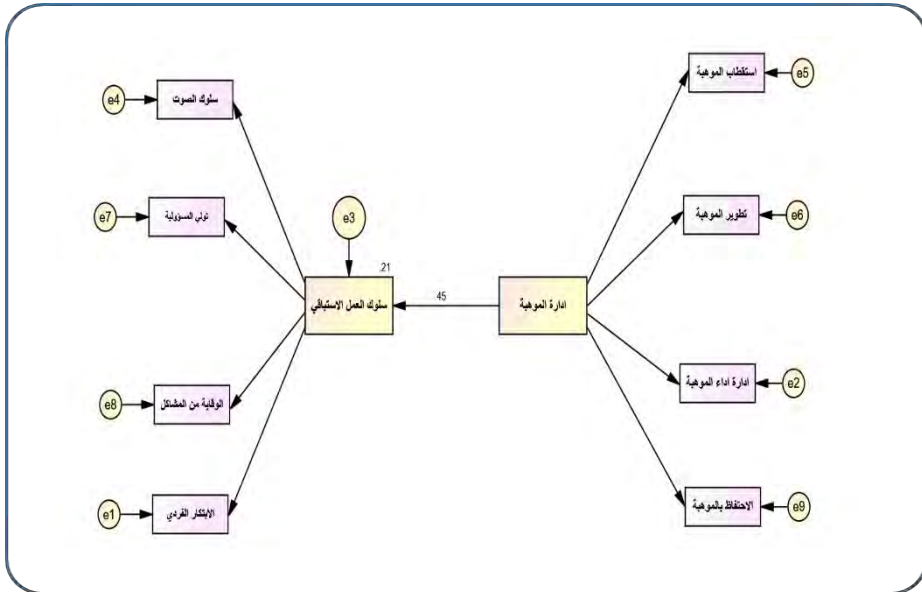 استقطاب الموهبة
e5
سلوك الصوت
e4
تطوير الموهبة
e6
تولي المسؤولية
e7
e3
.21
سلوك العمل الاستباقي
45
ادارة الموهبة
ادارة اداء الموهبة
e2
الوقاية من المشاكل
e8
الاحتفاظ بالموهبة
e9
الابتكار الفردي
e1